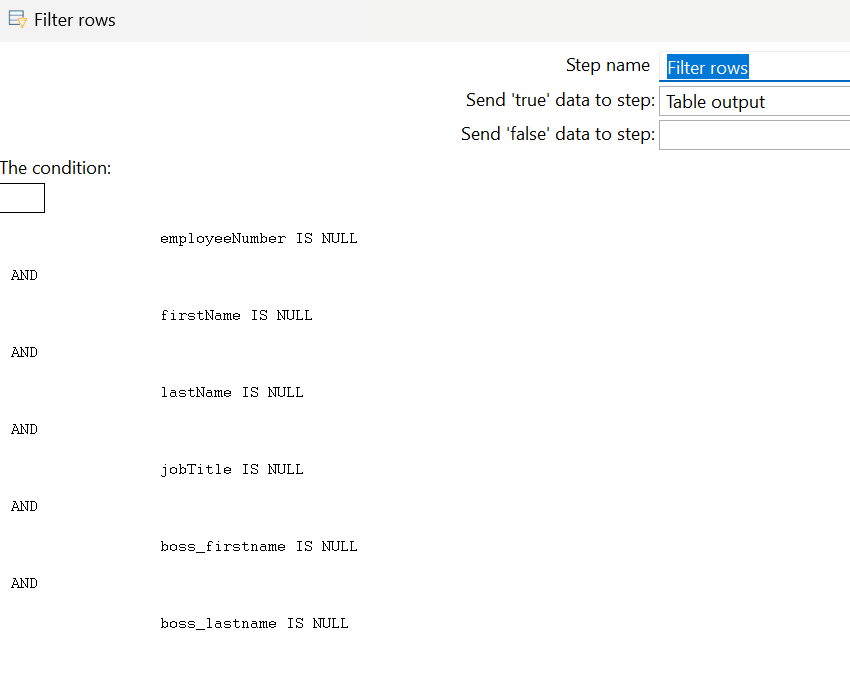 Filter rows
Step name Filter rows
Send 'true' data to step: Table output
Send 'false' data to step:
The condition:
employeeNumber IS NULL
AND
firstName IS NULL
AND
lastName IS NULL
AND
jobTitle IS NULL
AND
boss_firstname IS NULL
AND
boss_lastname IS NULL